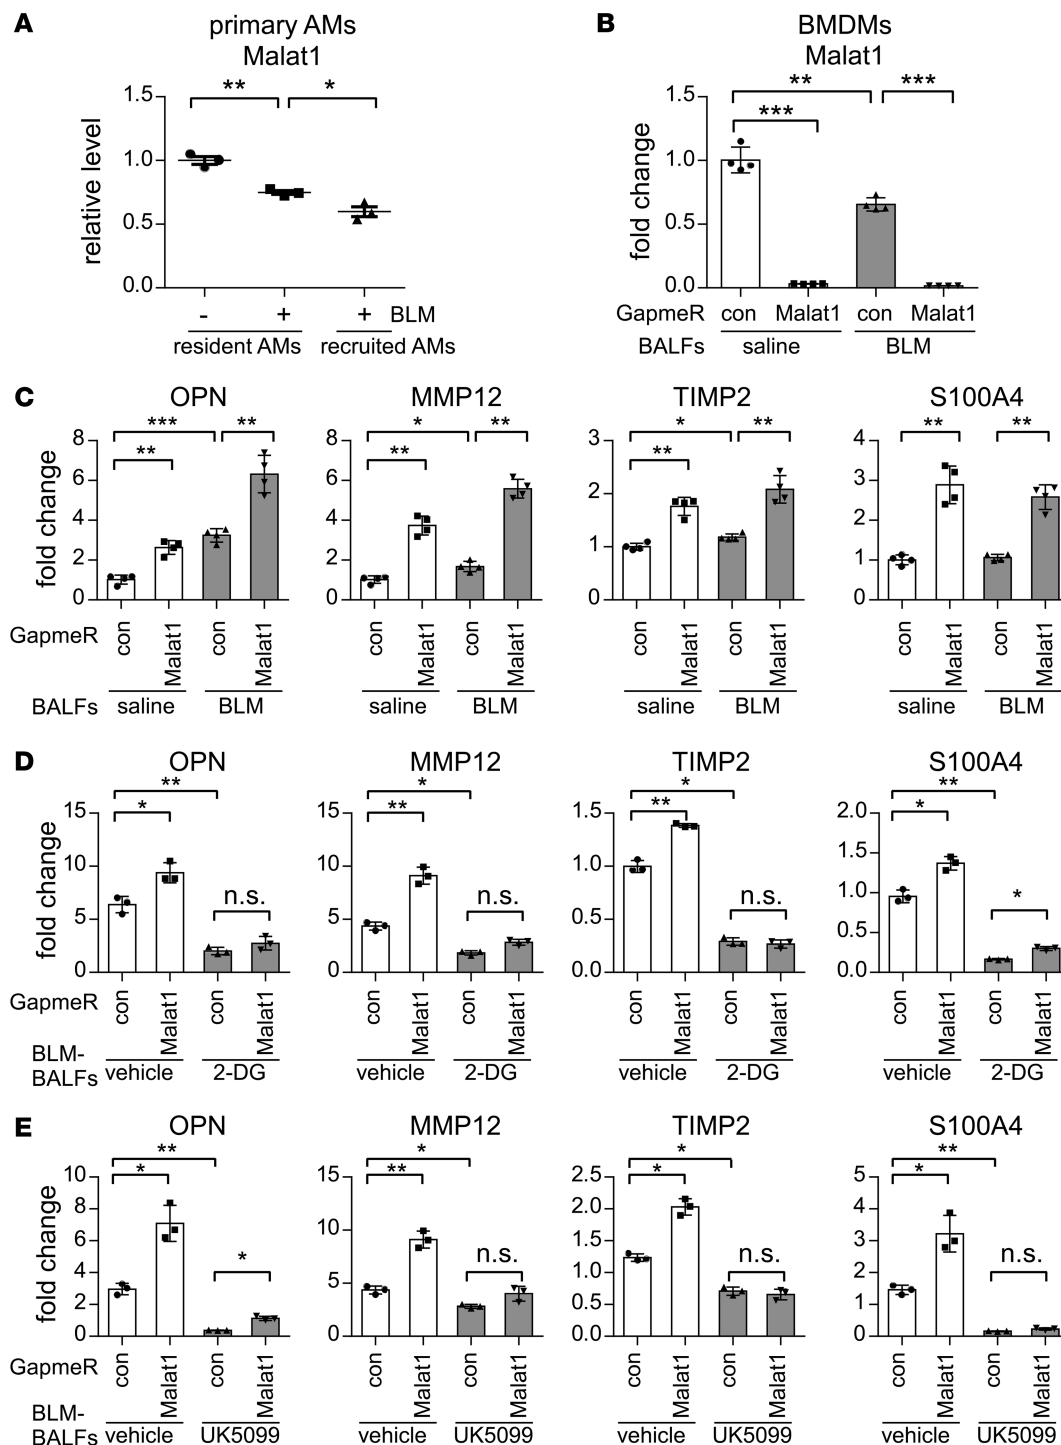 A
primary AMs
Malat1
** *
relative level
1.5
1.0
0.5
0.0
- + + BLM
resident AMs recruited AMs
B
BMDMs
Malat1
** ***
***
fold change
1.5
1.0
0.5
0.0
GapmeR con Malat1 con Malat1
BALFs saline BLM
C
OPN MMP12 TIMP2 S100A4
*** ** * ** * ** ** **
** ** **
fold change
8 8 3 4
6 6 2 3
4 4 1 2
2 2 0 1
0 0 0
GapmeR con Malat1 con Malat1 con Malat1 con Malat1 con Malat1 con Malat1 con Malat1 con Malat1
BALFs saline BLM saline BLM saline BLM saline BLM
D
OPN MMP12 TIMP2 S100A4
** * * **
* ** ** *
n.s. n.s. n.s. *
fold change
15 15 1.5 2.0
10 10 1.0 1.5
5 5 0.5 1.0
0 0 0.0 0.5
0.0
GapmeR con Malat1 con Malat1 con Malat1 con Malat1 con Malat1 con Malat1 con Malat1 con Malat1
BLM-
BALFs vehicle 2-DG vehicle 2-DG vehicle 2-DG vehicle 2-DG
E
OPN MMP12 TIMP2 S100A4
** * * **
* ** * *
* n.s. n.s. n.s.
fold change
10 15 2.5 5
8 10 2.0 4
6 5 1.5 3
4 0 1.0 2
2 0.5 1
0 0.0 0
GapmeR con Malat1 con Malat1 con Malat1 con Malat1 con Malat1 con Malat1 con Malat1 con Malat1
BLM-
BALFs vehicle UK5099 vehicle UK5099 vehicle UK5099 vehicle UK5099